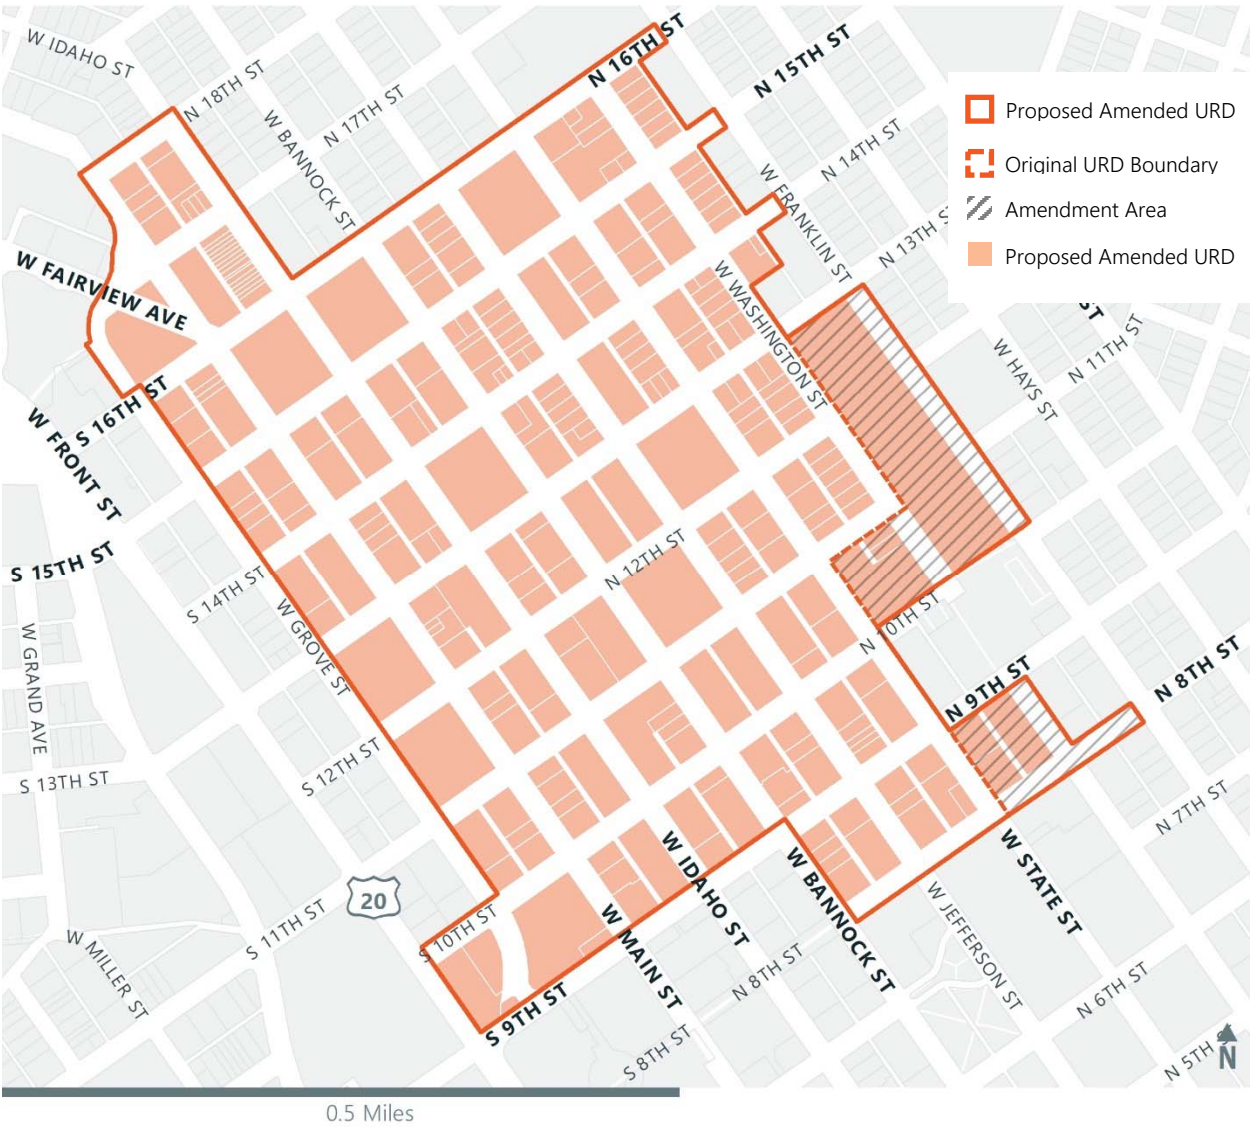 W IDAHO ST
N 18TH ST
W BANNOCK ST
N 17TH ST
N 16TH ST
N 15TH ST
N 14TH ST
W FRANKLIN ST
N 13TH S
Proposed Amended URD
Original URD Boundary
Amendment Area
Proposed Amended URD
ST
W FAIRVIEW AVE
W WASHINGTON ST
W HAYS ST
N 11TH ST
S 16TH ST
W FRONT ST
S 15TH ST
S 14TH ST
W GROVE ST
N 12TH ST
N 10TH ST
W GRAND AVE
S 13TH ST
S 12TH ST
N 9TH ST
N 8TH ST
N 7TH ST
20
S 11TH ST
S 10TH ST
W MILLER ST
W IDAHO ST
W BANNOCK ST
W STATE ST
W JEFFERSON ST
W MAIN ST
S 9TH ST
N 8TH ST
S 8TH ST
N 6TH ST
N 5TH S
N
0.5 Miles